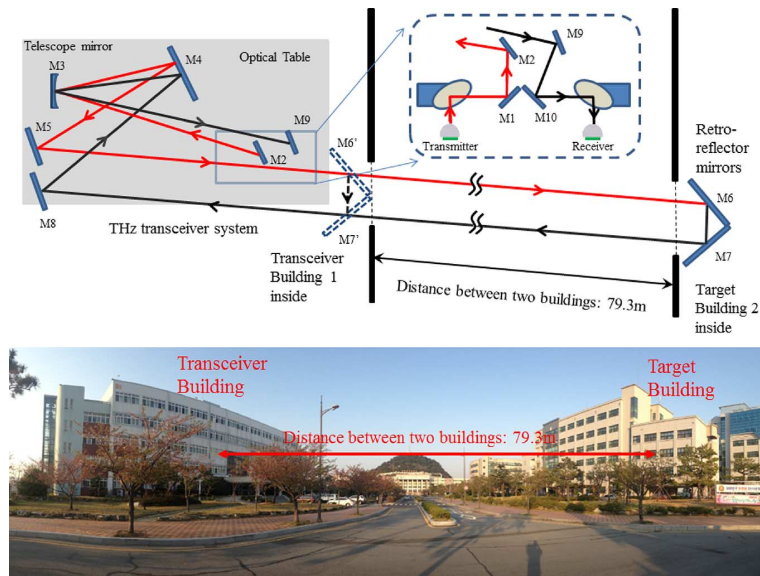 Telescope mirror
M3
M4
Optical Table
M5
M9
M2
M6'
M8
THz transceiver system
M7'
Transceiver
Building 1
inside
M9
M2
M1
M10
Transmitter
Receiver
Retro-
reflector
mirrors
M6
M7
Distance between two buildings: 79.3m
Target
Building 2
inside
Transceiver
Building
Target
Building
Distance between two buildings: 79.3m